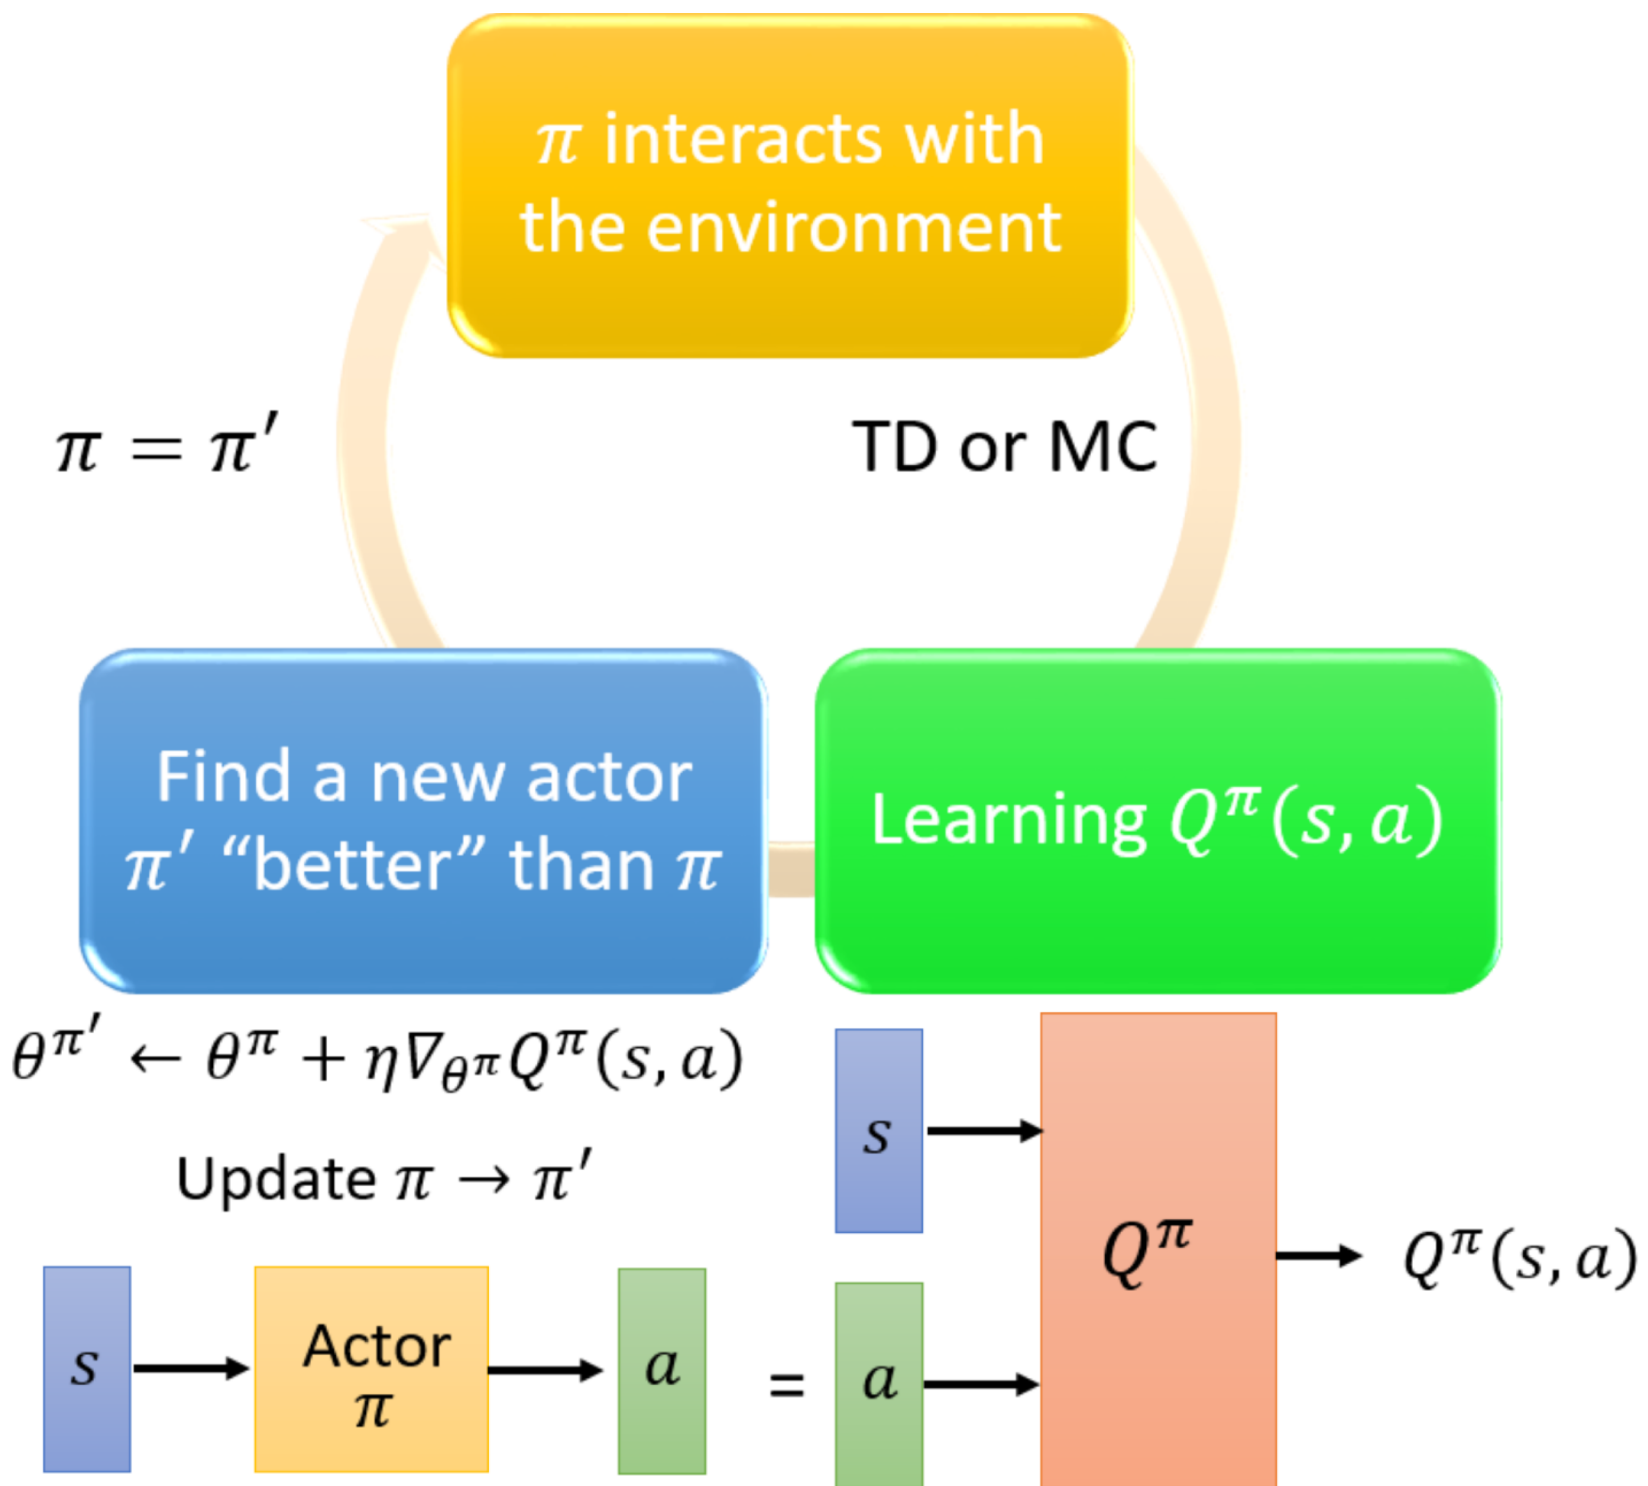 π interacts with
the environment
π = π′
TD or MC
Find a new actor
π′ “better” than π
Learning Q^π(s, a)
θ^π′ ← θ^π + η∇_θ^π Q^π(s, a)
Update π → π′
s
Actor
π
a
=
s
a
Q^π
Q^π(s, a)